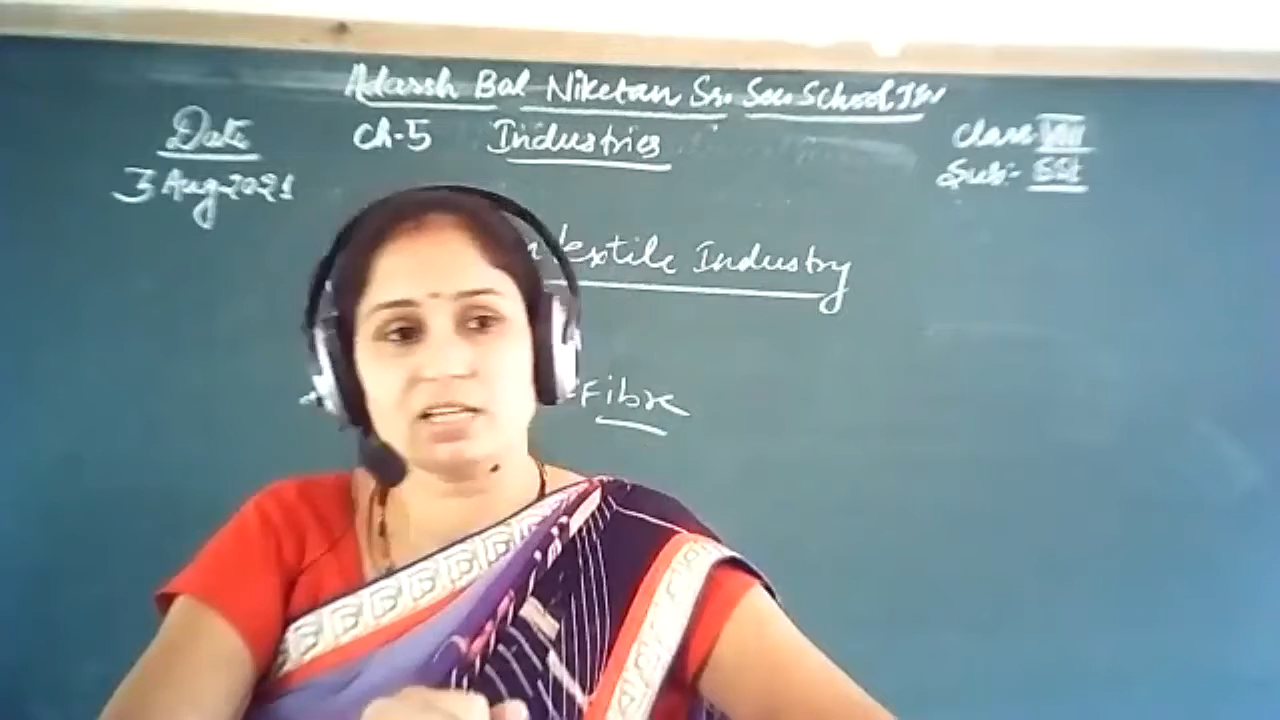 Adarsh Bal Niketan Sr. Sec. School
Date Ch-5 Industries Class VIII
3 Aug 2021 Sub:- SSt
Textile Industry
Fibre